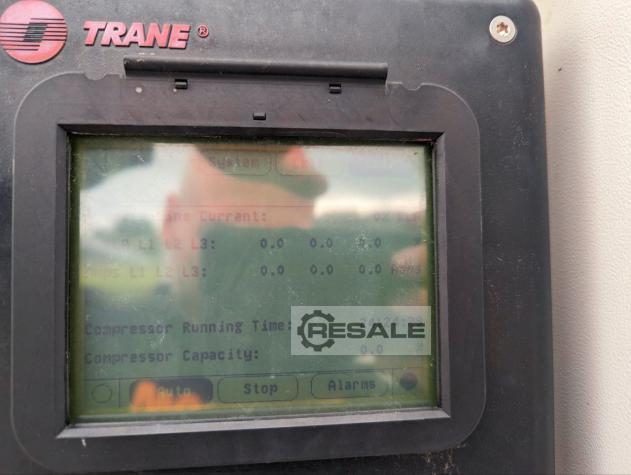 TRANE®
System
Current:
L1 L2 L3: 0.0 0.0 0.0
L1 L2 L3: 0.0 0.0 0.0
RESALE
Compressor Running Time:
Compressor Capacity: 0.0
Auto Stop Alarms